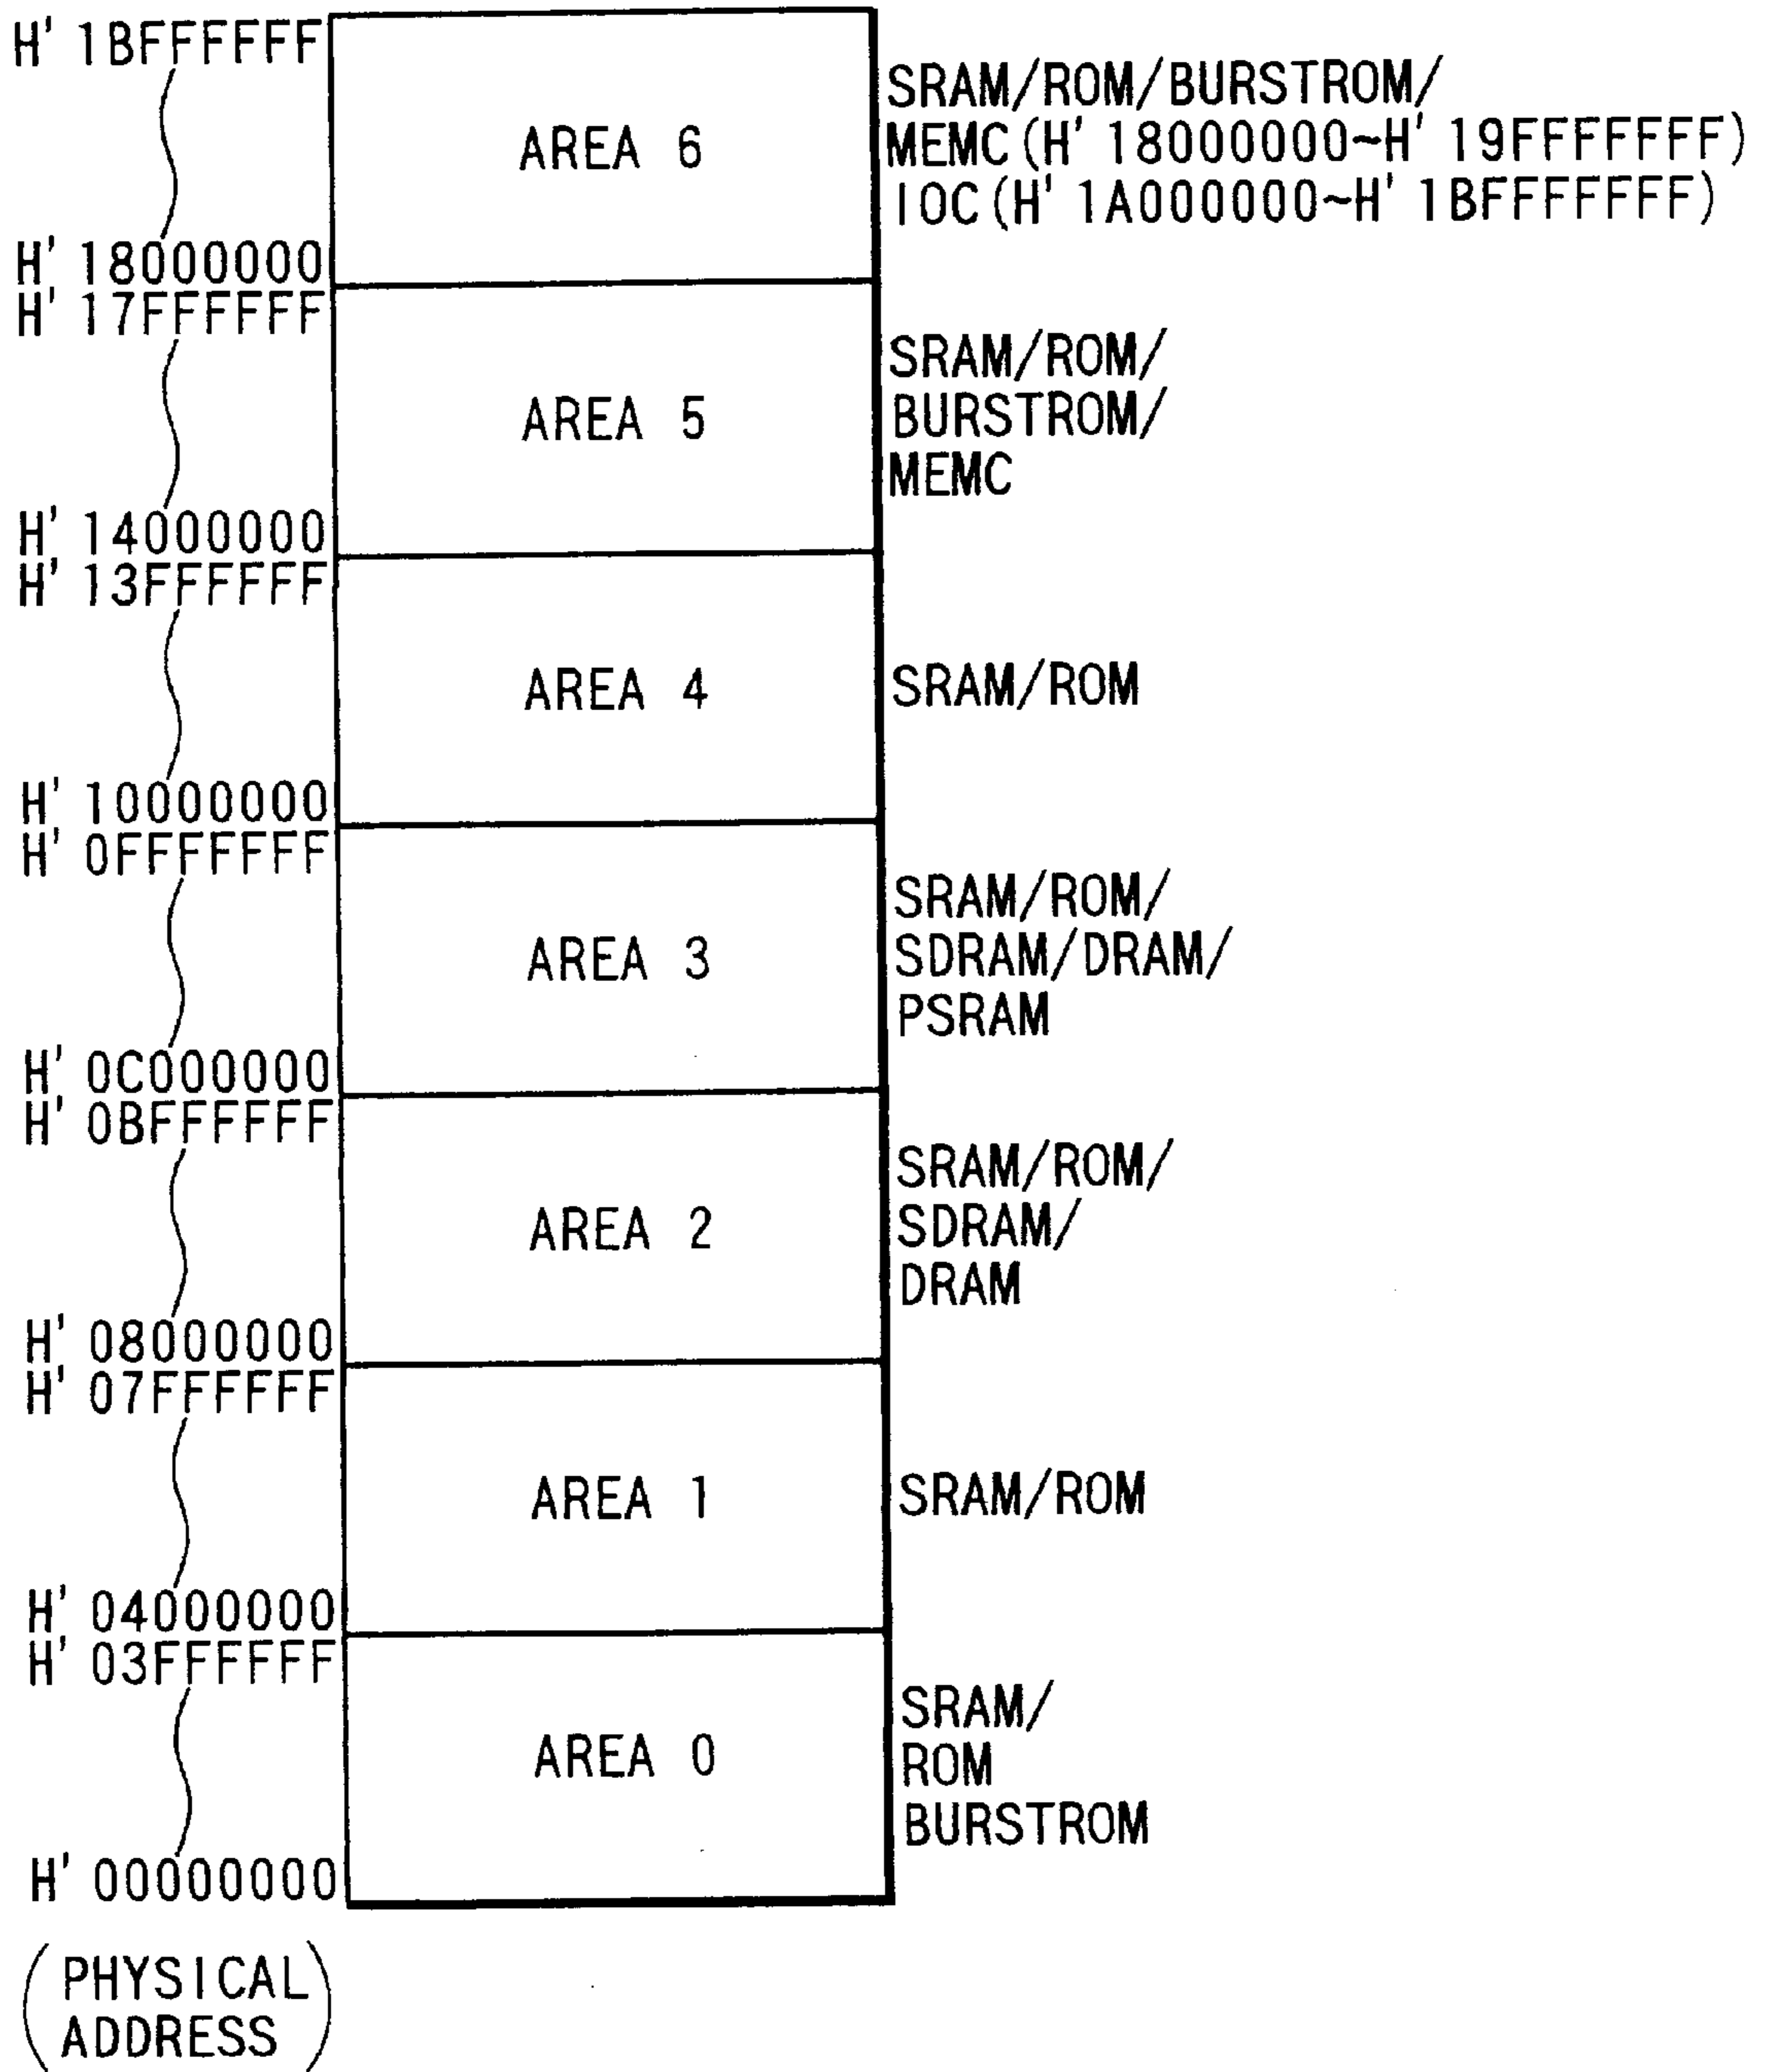 H' 1BFFFFFF
AREA 6
SRAM/ROM/BURSTROM/
MEMC(H' 18000000~H' 19FFFFFFF)
IOC(H' 1A000000~H' 1BFFFFFFF)
H' 18000000
H' 17FFFFFF
AREA 5
SRAM/ROM/
BURSTROM/
MEMC
H' 14000000
H' 13FFFFFF
AREA 4
SRAM/ROM
H' 10000000
H' 0FFFFFFF
AREA 3
SRAM/ROM/
SDRAM/DRAM/
PSRAM
H' 0C000000
H' 0BFFFFFF
AREA 2
SRAM/ROM/
SDRAM/
DRAM
H' 08000000
H' 07FFFFFF
AREA 1
SRAM/ROM
H' 04000000
H' 03FFFFFF
AREA 0
SRAM/
ROM
BURSTROM
H' 00000000
(PHYSICAL
ADDRESS)